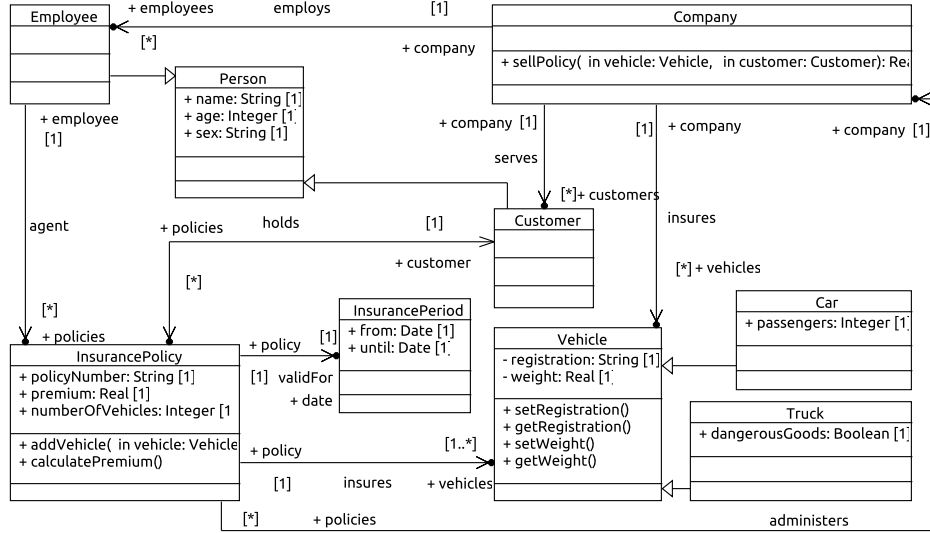 Employee
+ employees
employs
[1]
Company
[*]
+ company
+ sellPolicy( in vehicle: Vehicle, in customer: Customer): Rea
Person
+ name: String [1]
+ age: Integer [1]
+ sex: String [1]
+ employee
[1]
+ company [1]
[1]
+ company
+ company [1]
serves
[*]+ customers
agent
+ policies
holds
[1]
Customer
insures
+ customer
[*]
[*] + vehicles
[*]
+ policies
InsurancePeriod
+ from: Date [1]
+ until: Date [1]
Car
+ passengers: Integer [1]
InsurancePolicy
+ policyNumber: String [1]
+ premium: Real [1]
+ numberOfVehicles: Integer [1
+ addVehicle( in vehicle: Vehicle
+ calculatePremium()
+ policy
[1]
[1]
validFor
+ date
Vehicle
- registration: String [1]
- weight: Real [1]
+ setRegistration()
+ getRegistration()
+ setWeight()
+ getWeight()
Truck
+ dangerousGoods: Boolean [1]
+ policy
[1..*]
[1]
insures
+ vehicles
[*]
+ policies
administers